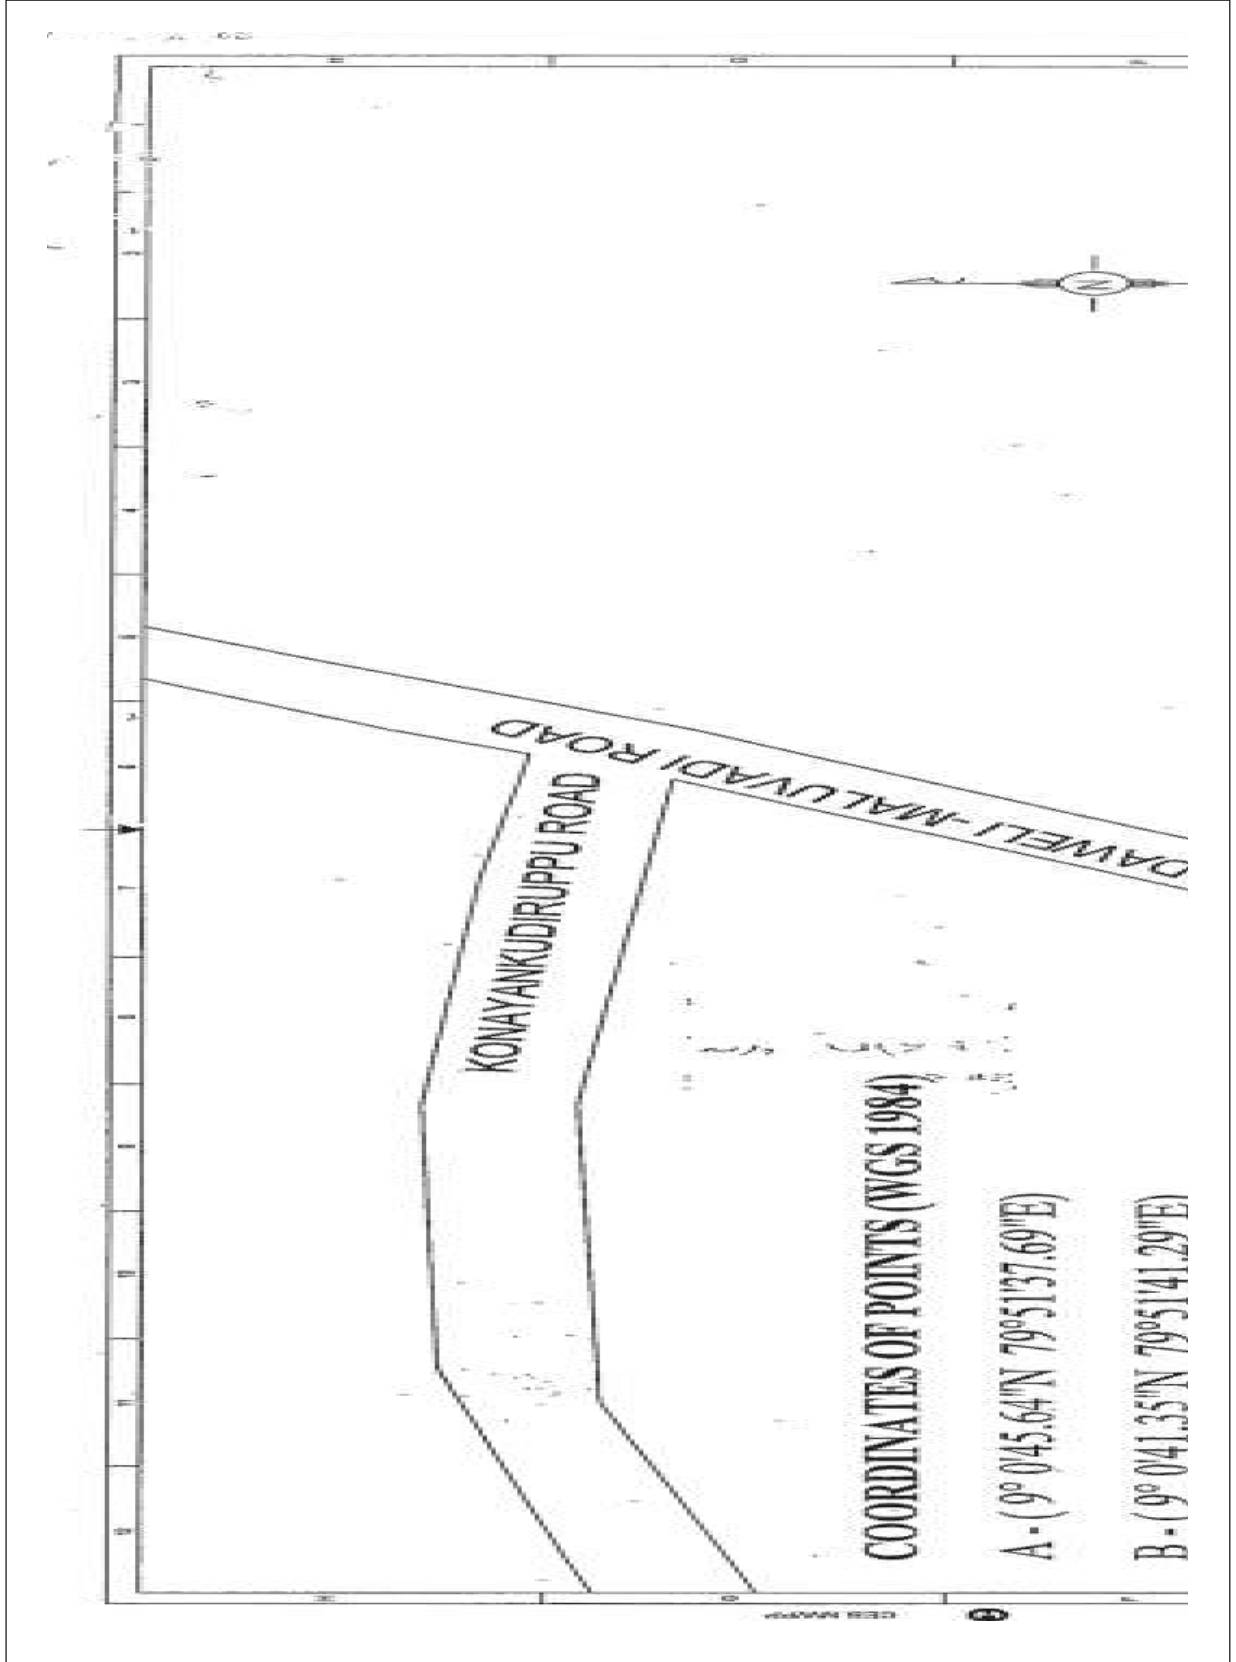 DAWELI-MALUVADI ROAD
KONAYANKUDIRUPPU ROAD
COORDINATES OF POINTS (WGS 1984)
A - ( 9° 0'45.64"N 79°51'37.69"E)
B - ( 9° 0'41.35"N 79°51'41.29"E)
N